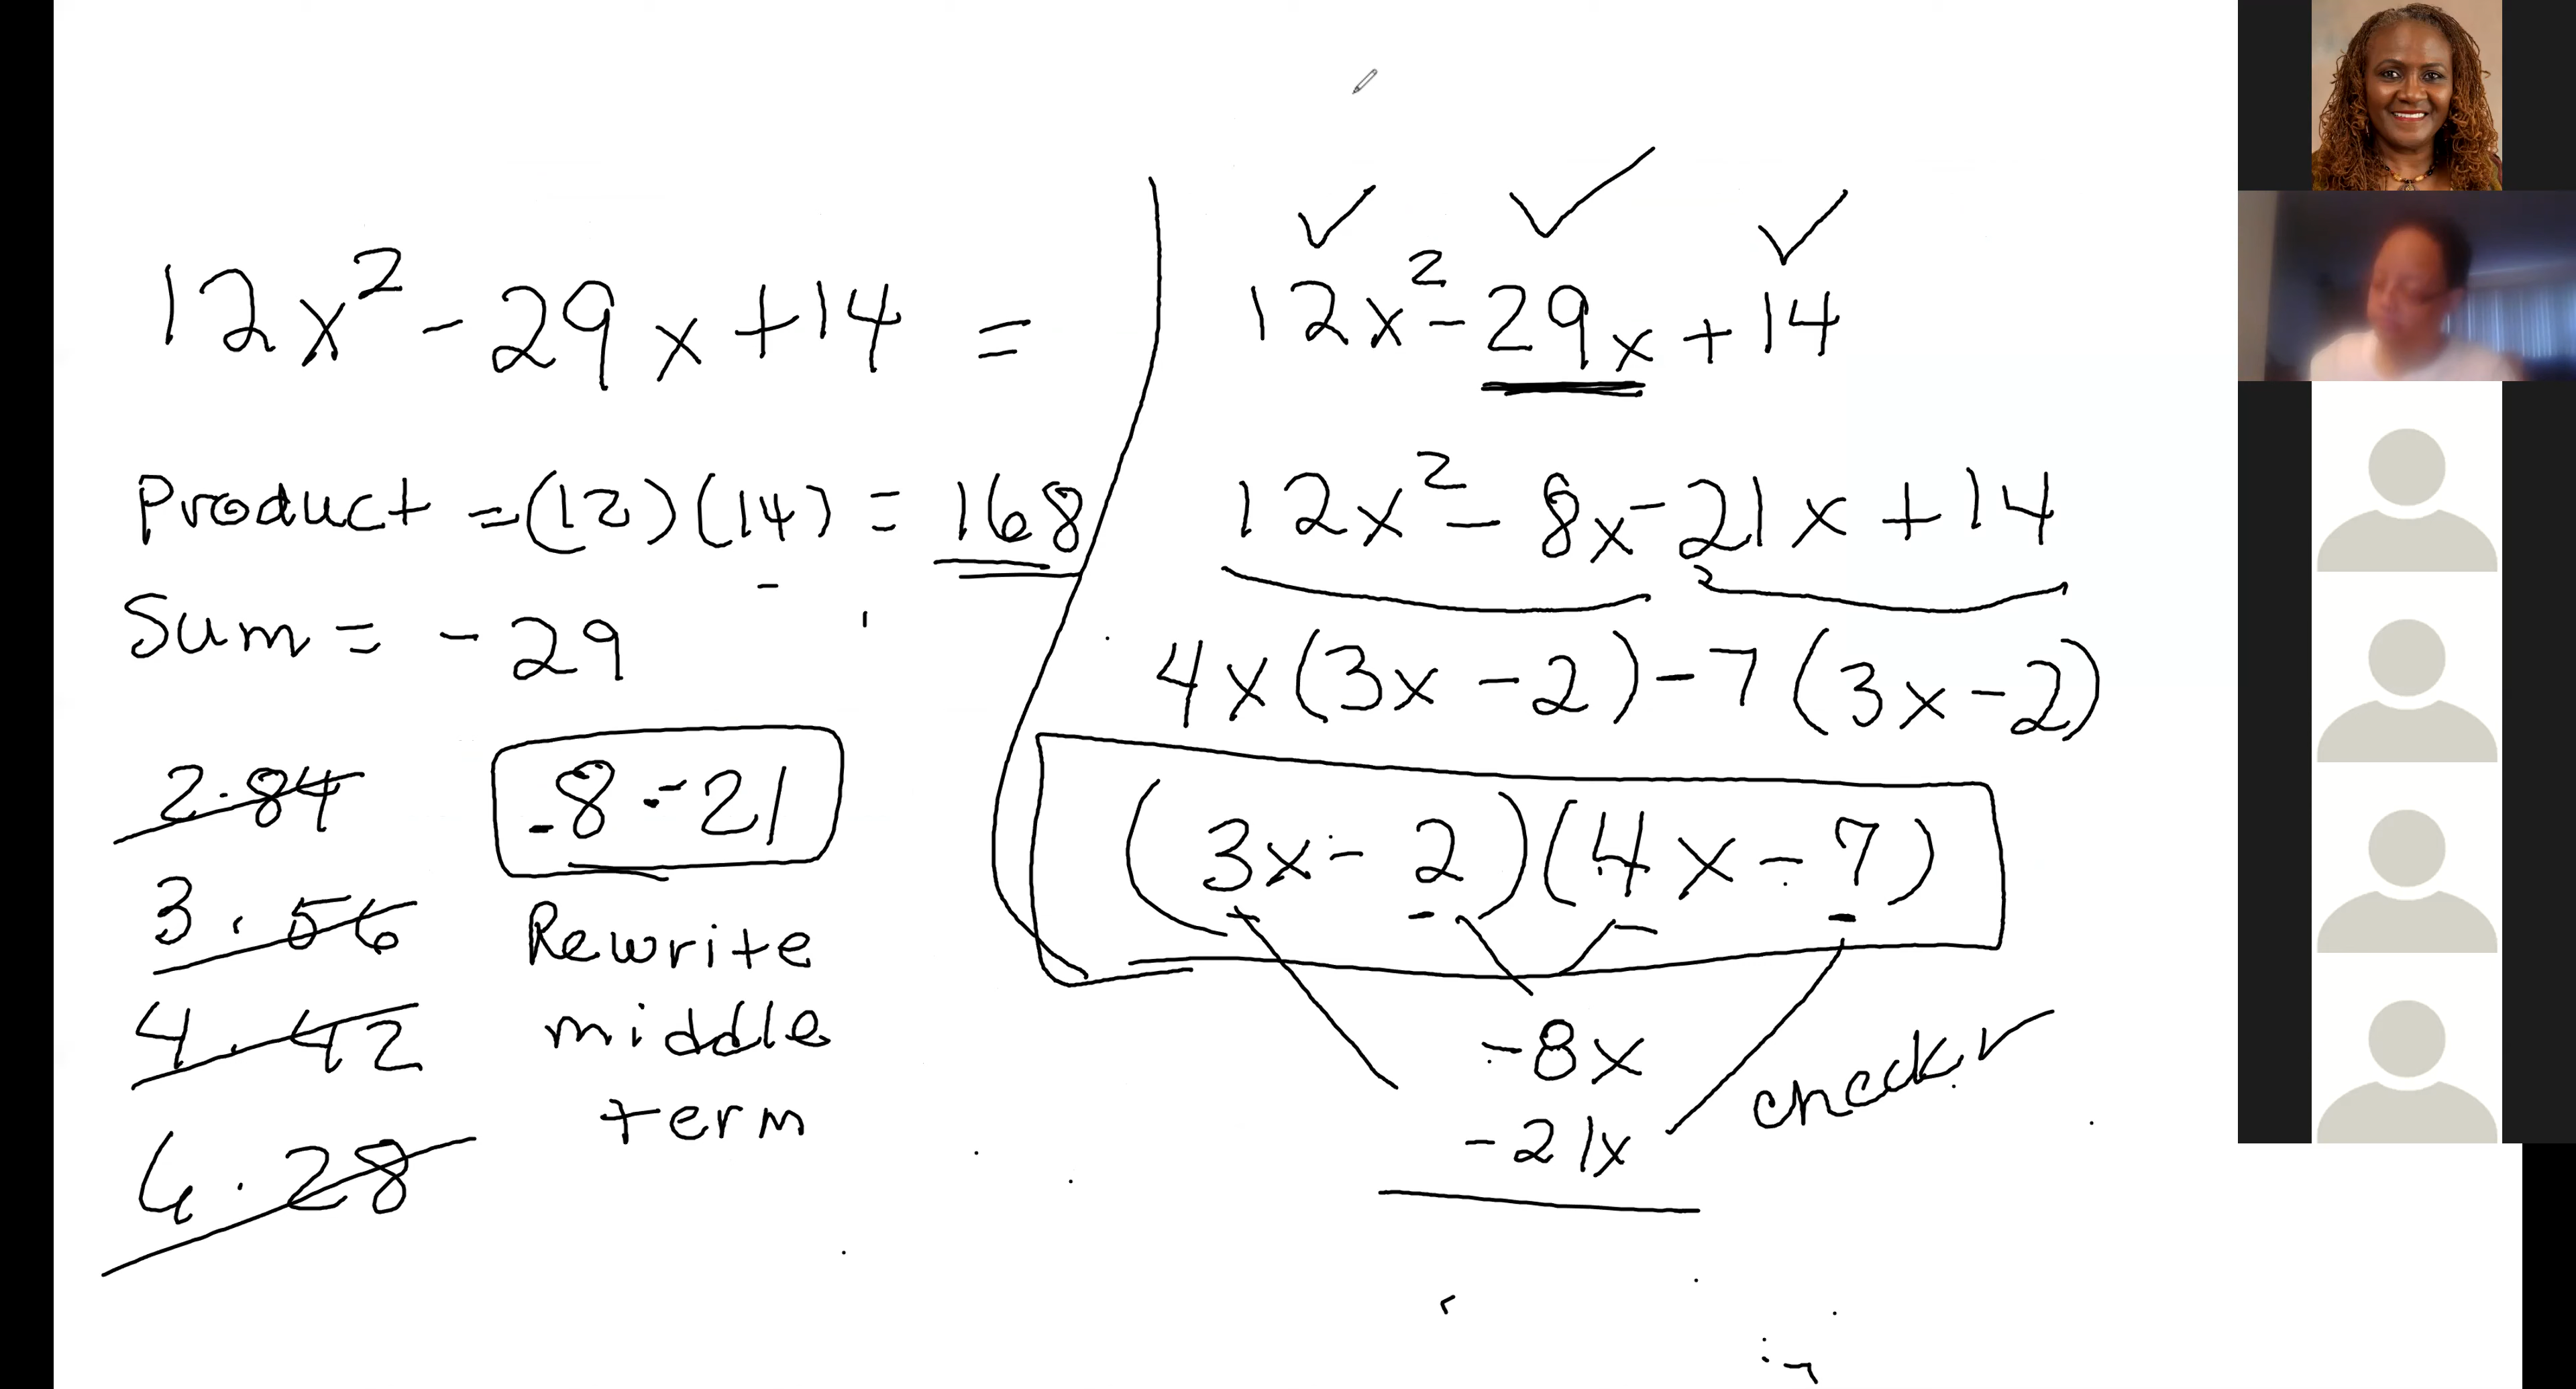 12x² - 29x + 14 =
Product = (12)(14) = 168
Sum = - 29
2 · 84
3 · 56
4 · 42
6 · 28
-8 · -21
Rewrite
middle
term
12x² - 29x + 14
12x² - 8x - 21x + 14
4x(3x - 2) - 7(3x - 2)
(3x - 2)(4x - 7)
-8x
-21x
check ✓